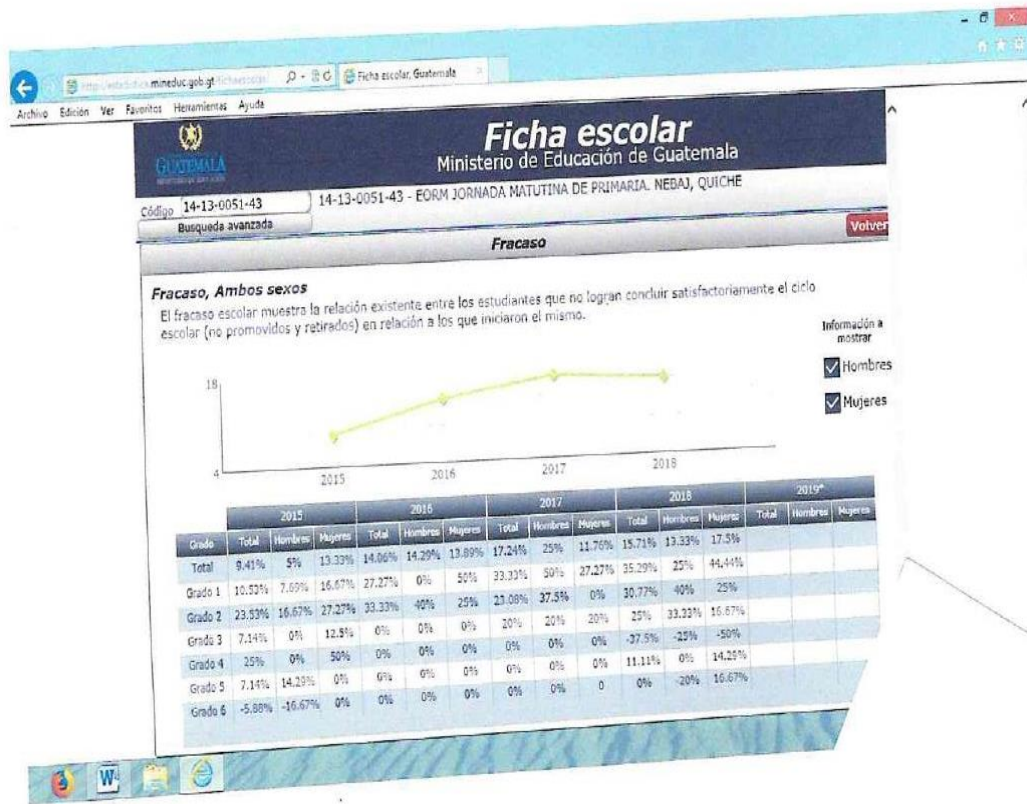 mineduc.gob.gt
Ficha escolar, Guatemala
Archivo Edición Ver Favoritos Herramientas Ayuda
GUATEMALA
Ficha escolar
Ministerio de Educación de Guatemala
Código 14-13-0051-43
14-13-0051-43 - EORM JORNADA MATUTINA DE PRIMARIA. NEBAJ, QUICHE
Busqueda avanzada
Fracaso
Volver
Fracaso, Ambos sexos
El fracaso escolar muestra la relación existente entre los estudiantes que no logran concluir satisfactoriamente el ciclo
escolar (no promovidos y retirados) en relación a los que iniciaron el mismo.
Información a
mostrar
Hombres
Mujeres
18
4
2015 2016 2017 2018
2015 2016 2017 2018 2019*
Grado Total Hombres Mujeres Total Hombres Mujeres Total Hombres Mujeres Total Hombres Mujeres Total Hombres Mujeres
Total 9.41% 5% 13.33% 14.06% 14.29% 13.89% 17.24% 25% 11.76% 15.71% 13.33% 17.5%
Grado 1 10.53% 7.69% 16.67% 27.27% 0% 50% 33.33% 50% 27.27% 35.29% 25% 44.44%
Grado 2 23.53% 16.67% 27.27% 33.33% 40% 25% 23.08% 37.5% 0% 30.77% 40% 25%
Grado 3 7.14% 0% 12.5% 0% 0% 0% 20% 20% 20% 25% 33.33% 16.67%
Grado 4 25% 0% 50% 0% 0% 0% 0% 0% 0% -37.5% -25% -50%
Grado 5 7.14% 14.29% 0% 0% 0% 0% 0% 0% 0% 11.11% 0% 14.29%
Grado 6 -5.88% -16.67% 0% 0% 0% 0% 0% 0% 0 0% -20% 16.67%